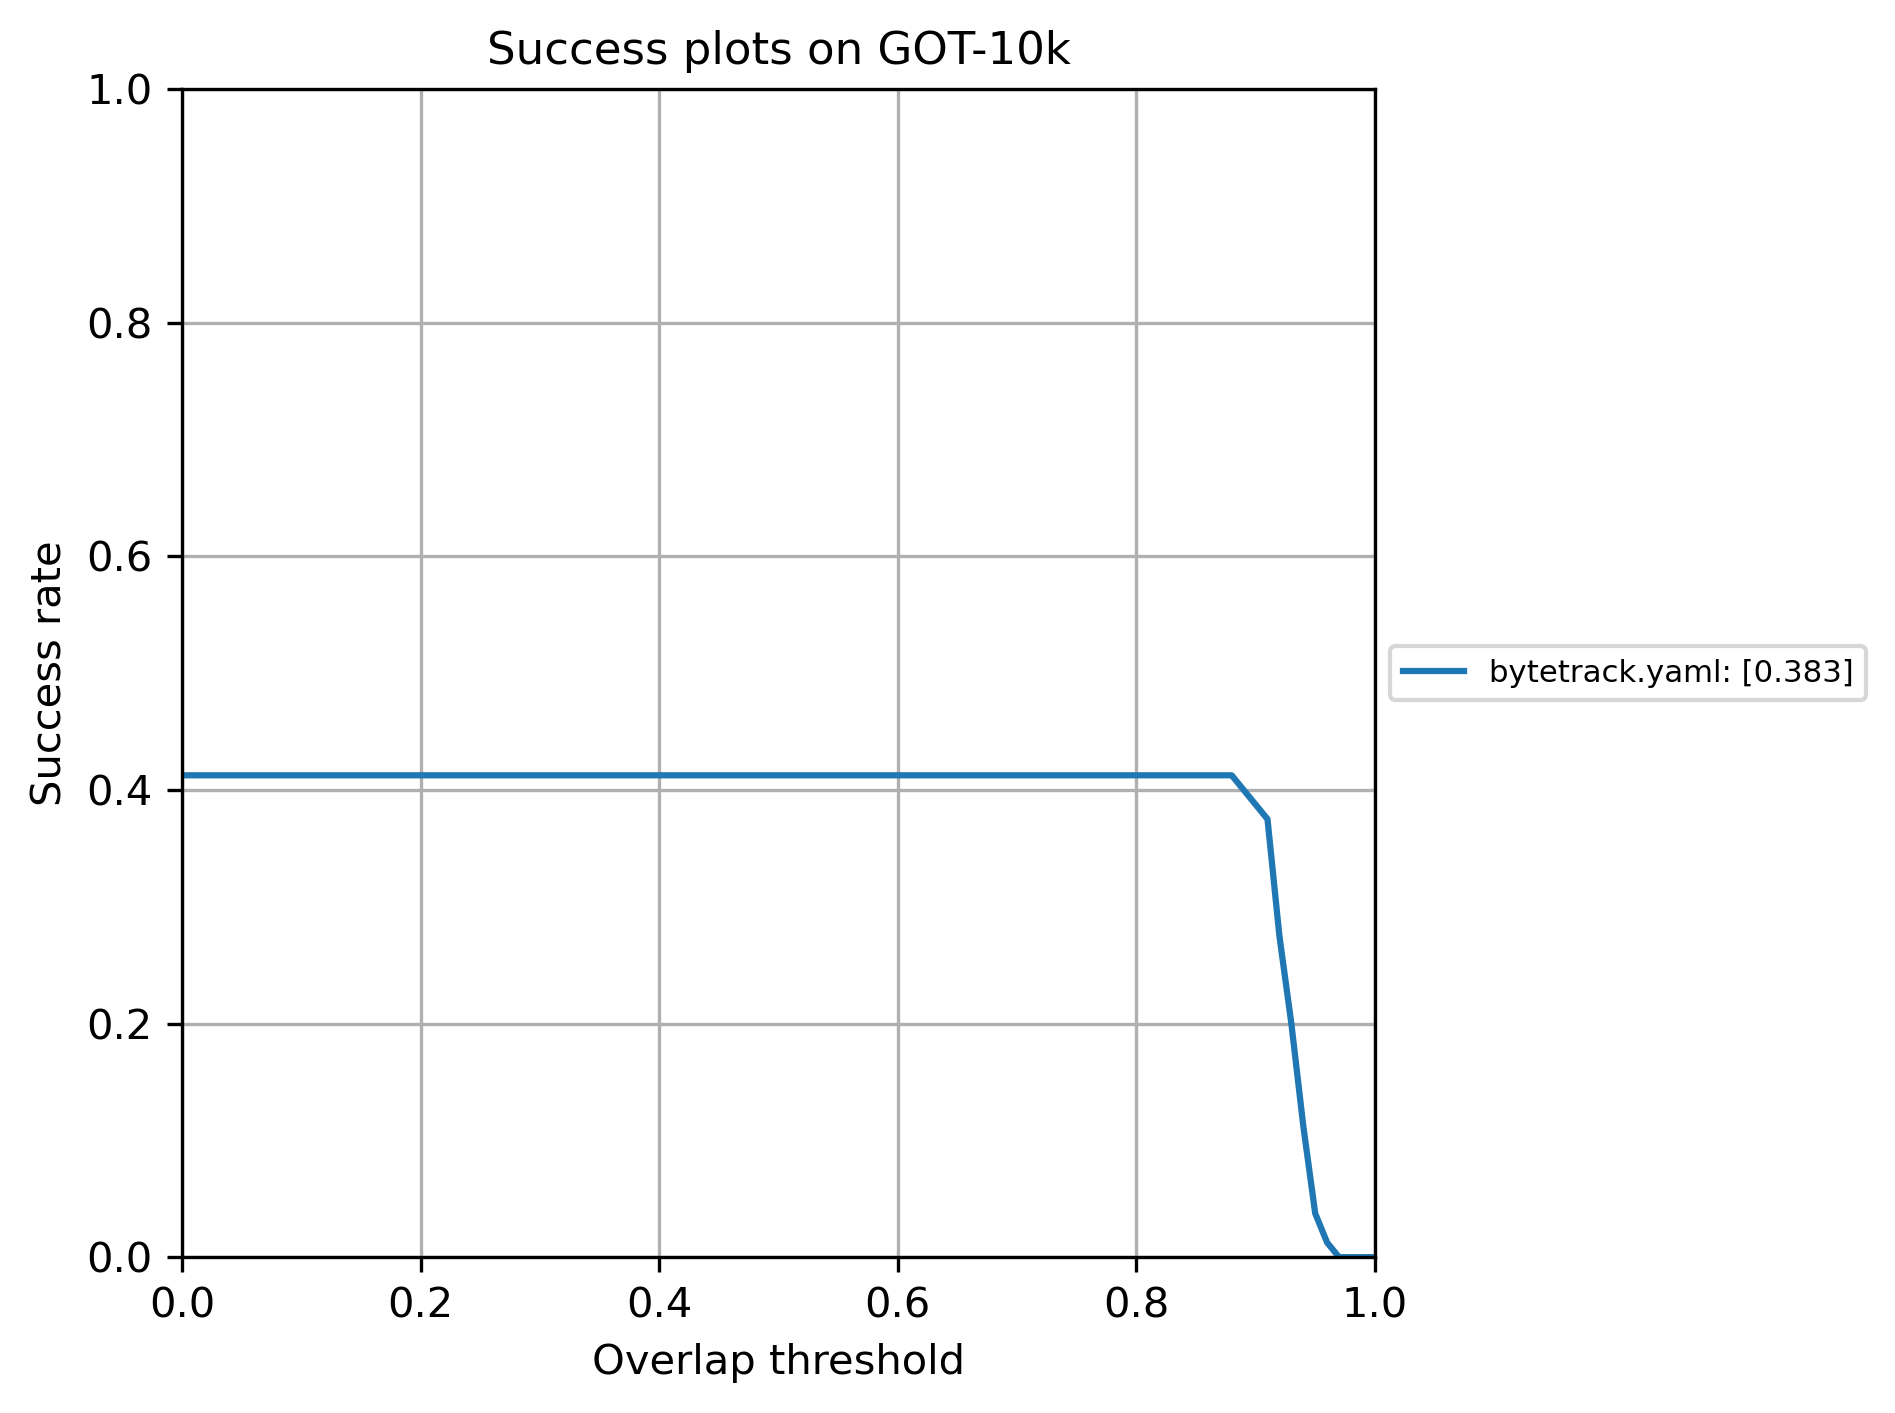 Success plots on GOT-10k
1.0
0.8
0.6
0.4
0.2
0.0
Success rate
0.0 0.2 0.4 0.6 0.8 1.0
Overlap threshold
bytetrack.yaml: [0.383]